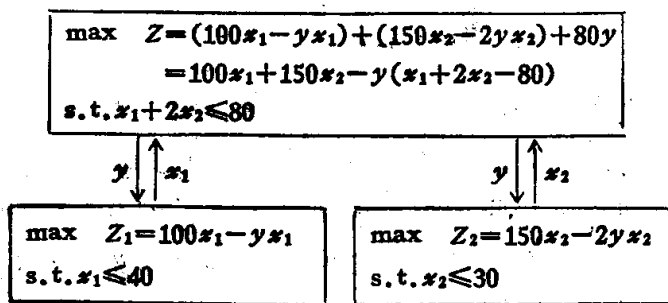 max Z=(100x₁-yx₁)+(150x₂-2yx₂)+80y
=100x₁+150x₂-y(x₁+2x₂-80)
s.t.x₁+2x₂≤80
y x₁ y x₂
max Z₁=100x₁-yx₁
s.t.x₁≤40
max Z₂=150x₂-2yx₂
s.t.x₂≤30